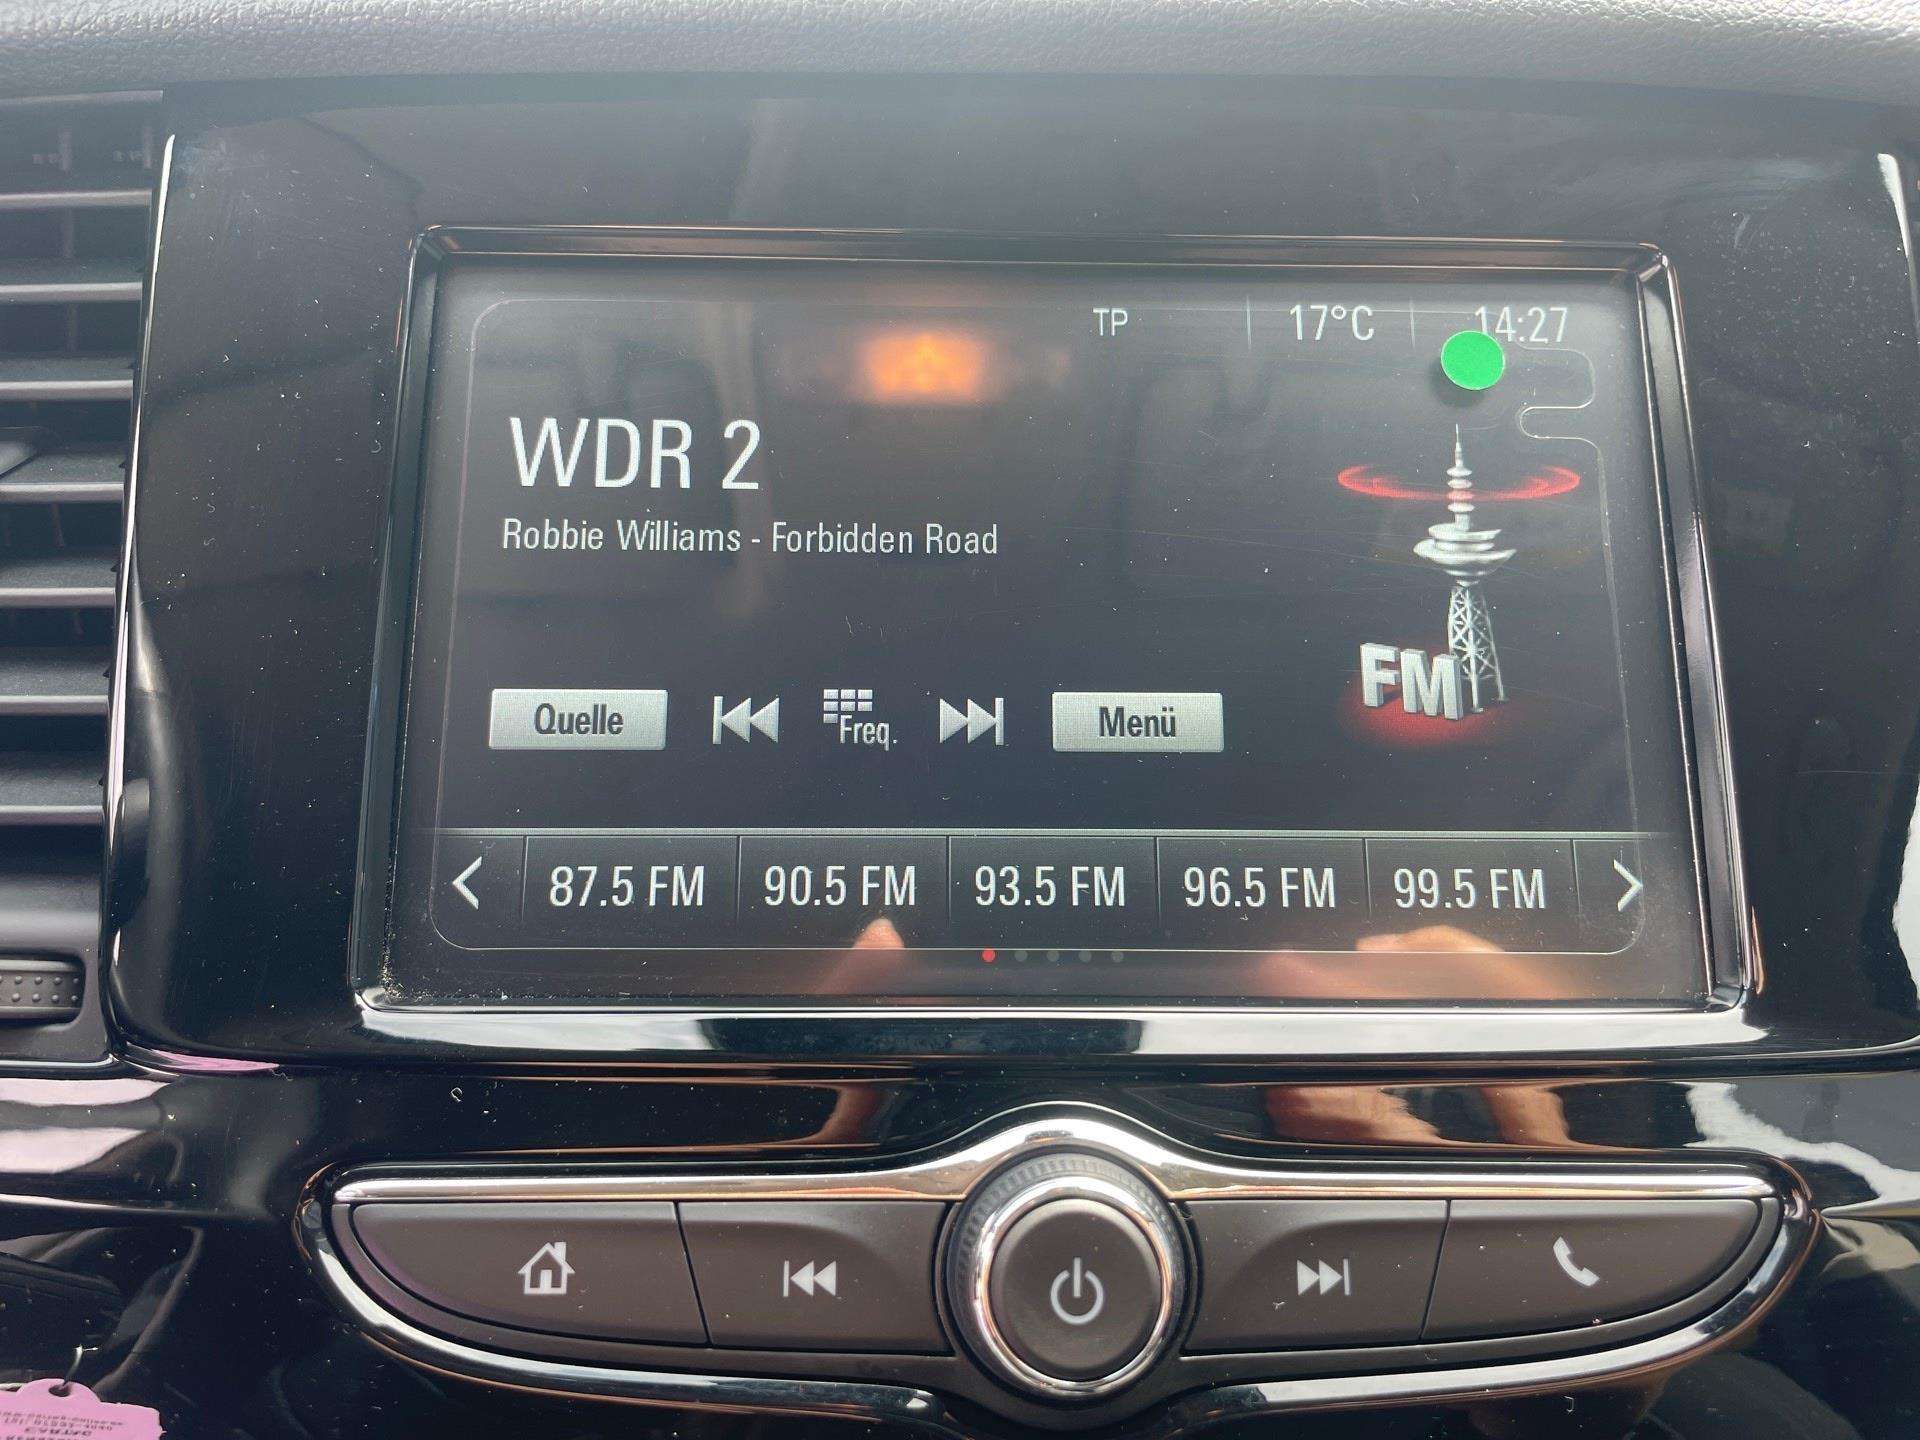 TP 17°C 14:27
WDR 2
Robbie Williams - Forbidden Road
FM
Quelle Freq. Menü
87.5 FM 90.5 FM 93.5 FM 96.5 FM 99.5 FM